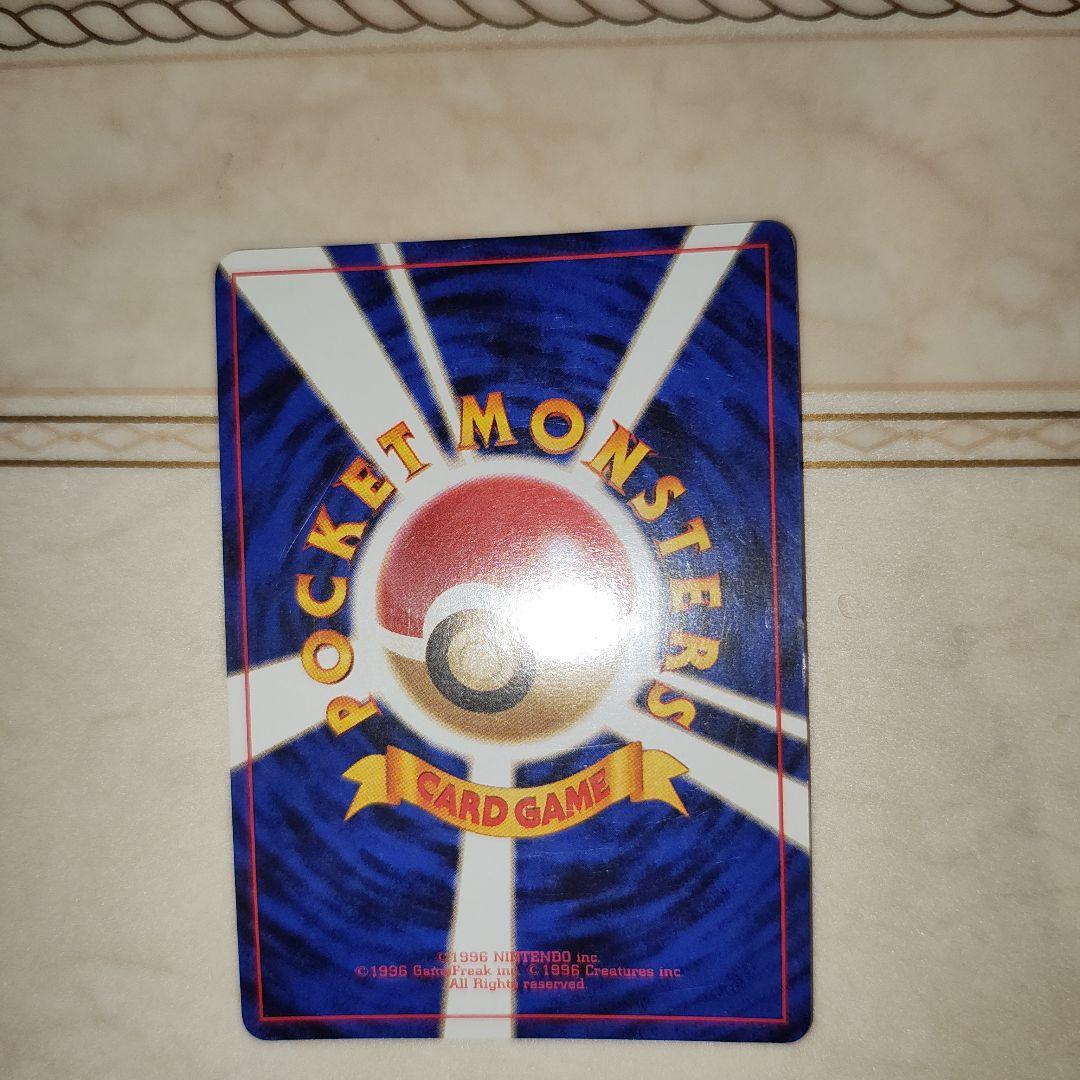 POCKET MONSTERS
CARD GAME
©1996 NINTENDO inc.
©1996 GameFreak inc. ©1996 Creatures inc.
All Rights reserved.